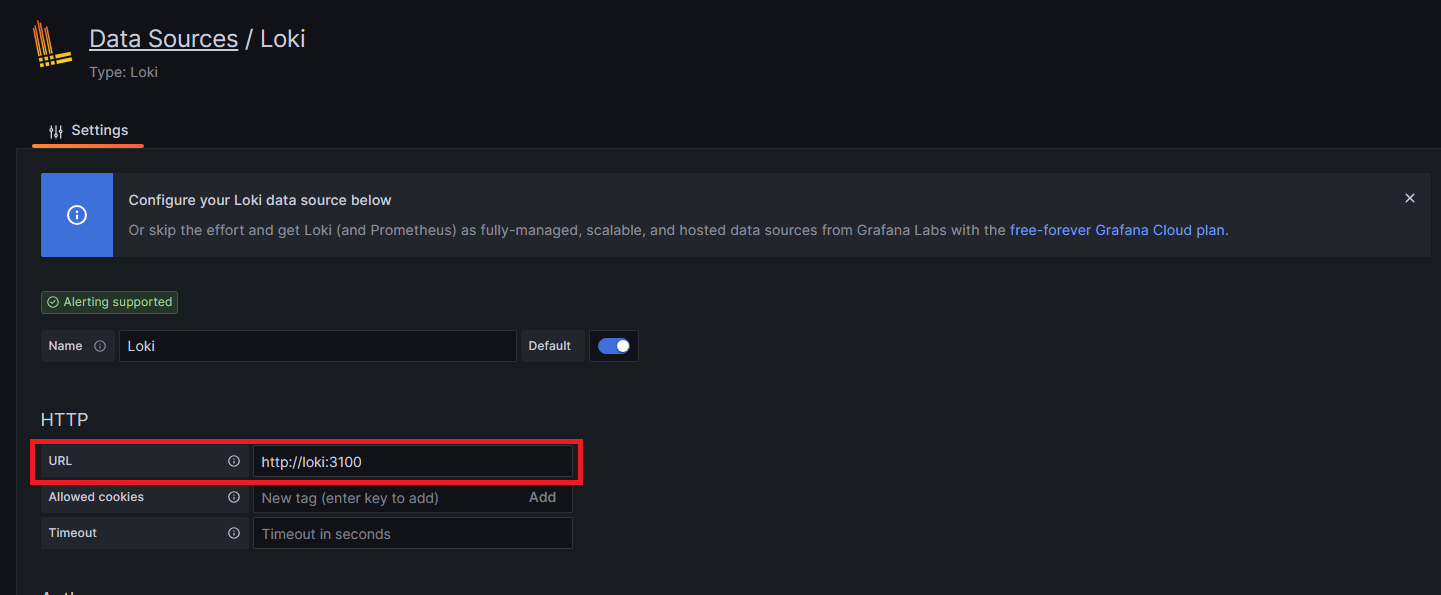 Data Sources / Loki
Type: Loki
Settings
Configure your Loki data source below
Or skip the effort and get Loki (and Prometheus) as fully-managed, scalable, and hosted data sources from Grafana Labs with the free-forever Grafana Cloud plan.
Alerting supported
Name Loki Default
HTTP
URL http://loki:3100
Allowed cookies New tag (enter key to add) Add
Timeout Timeout in seconds